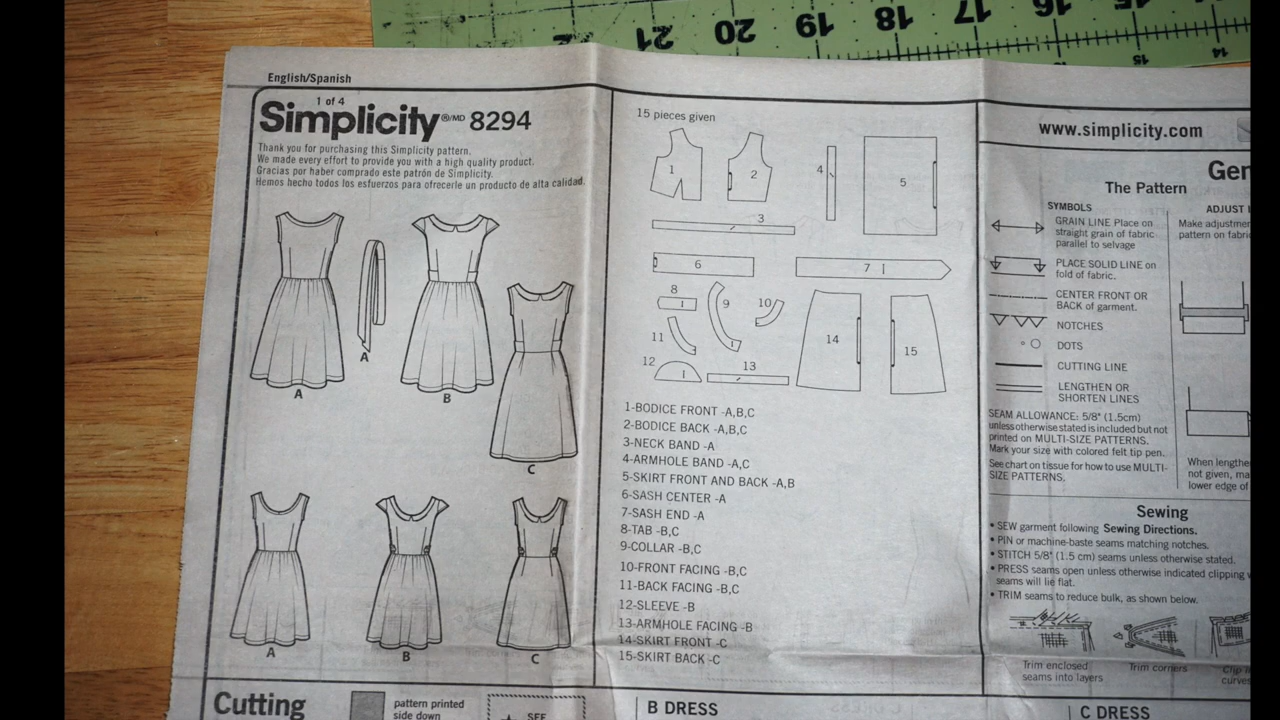 22 21 20 19 18 17 16 15
15 14
English/Spanish
1 of 4
Simplicity®/MD 8294
Thank you for purchasing this Simplicity pattern.
We made every effort to provide you with a high quality product.
Gracias por haber comprado este patrón de Simplicity.
Hemos hecho todos los esfuerzos para ofrecerle un producto de alta calidad.
A
A
B
C
A
B
C
Cutting
pattern printed
side down
SEE
15 pieces given
1
2
3
4
5
6
7
8
9
10
11
12
13
14
15
1-BODICE FRONT -A,B,C
2-BODICE BACK -A,B,C
3-NECK BAND -A
4-ARMHOLE BAND -A,C
5-SKIRT FRONT AND BACK -A,B
6-SASH CENTER -A
7-SASH END -A
8-TAB -B,C
9-COLLAR -B,C
10-FRONT FACING -B,C
11-BACK FACING -B,C
12-SLEEVE -B
13-ARMHOLE FACING -B
14-SKIRT FRONT -C
15-SKIRT BACK -C
B DRESS
www.simplicity.com
Gen
The Pattern
SYMBOLS
GRAIN LINE Place on
straight grain of fabric
parallel to selvage
PLACE SOLID LINE on
fold of fabric.
CENTER FRONT OR
BACK of garment.
NOTCHES
DOTS
CUTTING LINE
LENGTHEN OR
SHORTEN LINES
SEAM ALLOWANCE: 5/8" (1.5cm)
unless otherwise stated is included but not
printed on MULTI-SIZE PATTERNS.
Mark your size with colored felt tip pen.
See chart on tissue for how to use MULTI-
SIZE PATTERNS.
ADJUST
Make adjustmen
pattern on fabri
When lengthe
not given, ma
lower edge of
Sewing
• SEW garment following Sewing Directions.
• PIN or machine-baste seams matching notches.
• STITCH 5/8" (1.5 cm) seams unless otherwise stated.
• PRESS seams open unless otherwise indicated clipping
seams will lie flat.
• TRIM seams to reduce bulk, as shown below.
Trim enclosed
seams into layers
Trim corners
Clip
curves
C DRESS